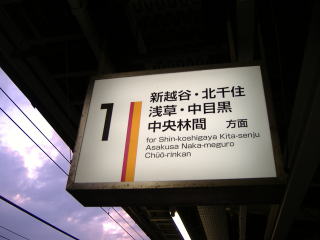 1
新越谷・北千住
浅草・中目黒
中央林間 方面
for Shin-koshigaya Kita-senju
Asakusa Naka-meguro
Chūō-rinkan